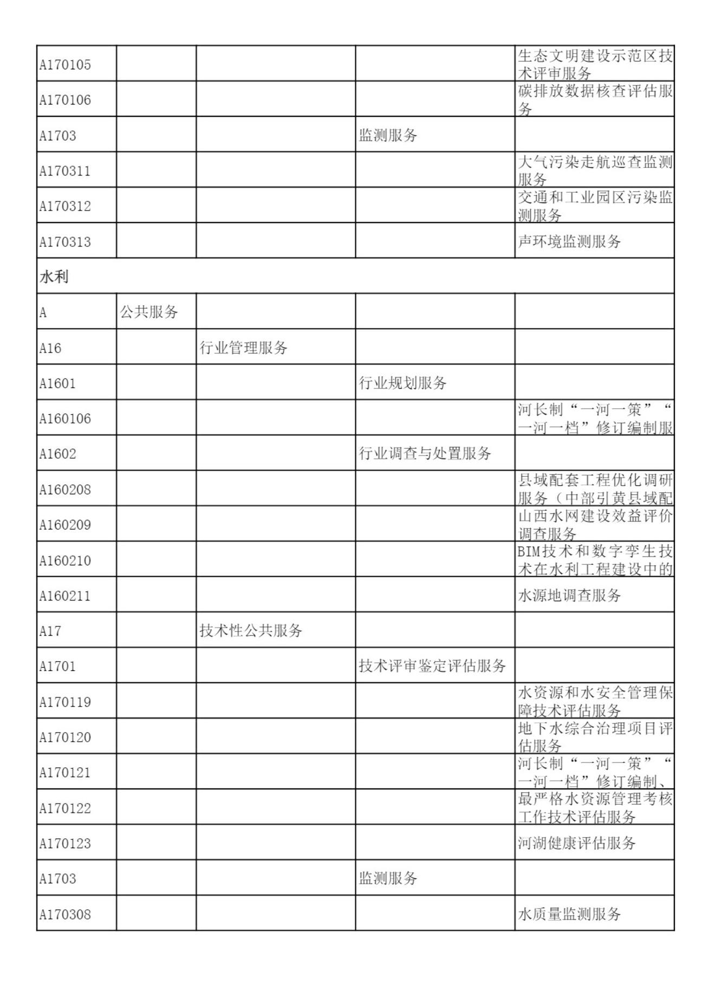 A170105
生态文明建设示范区技
术评审服务
A170106
碳排放数据核查评估服
务
A1703
监测服务
A170311
大气污染走航巡查监测
服务
A170312
交通和工业园区污染监
测服务
A170313
声环境监测服务
水利
A
公共服务
A16
行业管理服务
A1601
行业规划服务
A160106
河长制“一河一策”“
一河一档”修订编制服
A1602
行业调查与处置服务
A160208
县域配套工程优化调研
服务（中部引黄县域配
A160209
山西水网建设效益评价
调查服务
A160210
BIM技术和数字孪生技
术在水利工程建设中的
A160211
水源地调查服务
A17
技术性公共服务
A1701
技术评审鉴定评估服务
A170119
水资源和水安全管理保
障技术评估服务
A170120
地下水综合治理项目评
估服务
A170121
河长制“一河一策”“
一河一档”修订编制、
A170122
最严格水资源管理考核
工作技术评估服务
A170123
河湖健康评估服务
A1703
监测服务
A170308
水质量监测服务